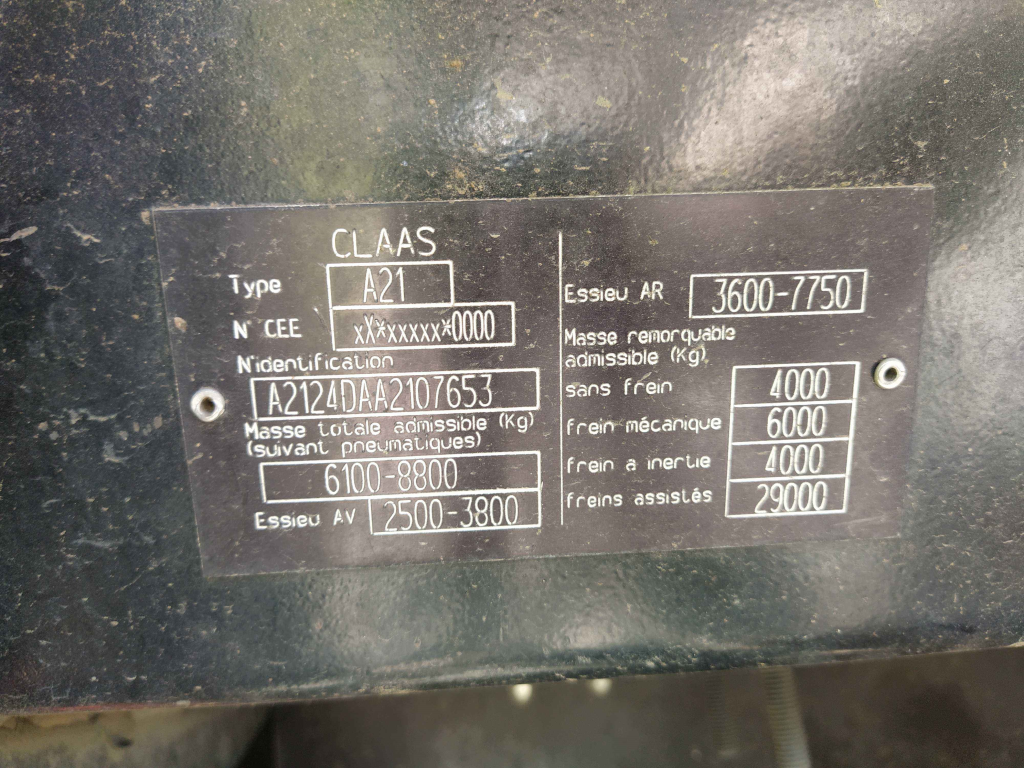 CLAAS
Type A21
N° CEE xX*xxxxx*0000
N°identification
A2124DAA2107653
Masse totale admissible (Kg)
(suivant pneumatiques)
6100-8800
Essieu AV 2500-3800
Essieu AR 3600-7750
Masse remorquable
admissible (Kg)
sans frein 4000
frein mécanique 6000
frein a inertie 4000
freins assistés 29000